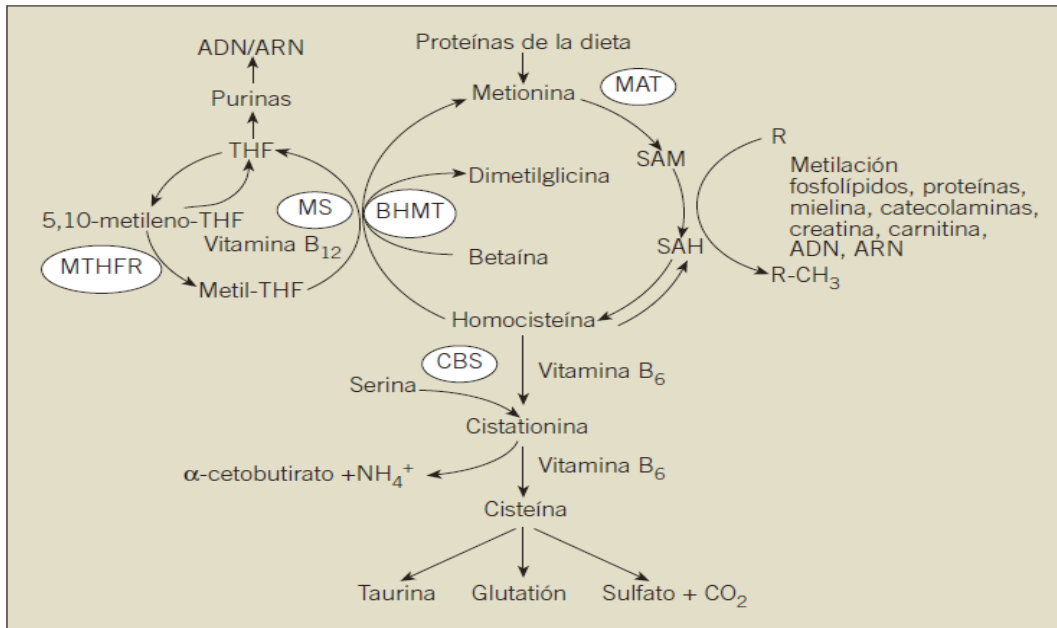 Proteínas de la dieta
ADN/ARN
Metionina
MAT
Purinas
THF
SAM
R
Metilación
fosfolípidos, proteínas,
mielina, catecolaminas,
creatina, carnitina,
ADN, ARN
R-CH₃
Dimetilglicina
MS
BHMT
5,10-metileno-THF
Vitamina B₁₂
Betaína
SAH
MTHFR
Metil-THF
Homocisteína
CBS
Vitamina B₆
Serina
Cistationina
α-cetobutirato +NH₄⁺
Vitamina B₆
Cisteína
Taurina
Glutatión
Sulfato + CO₂